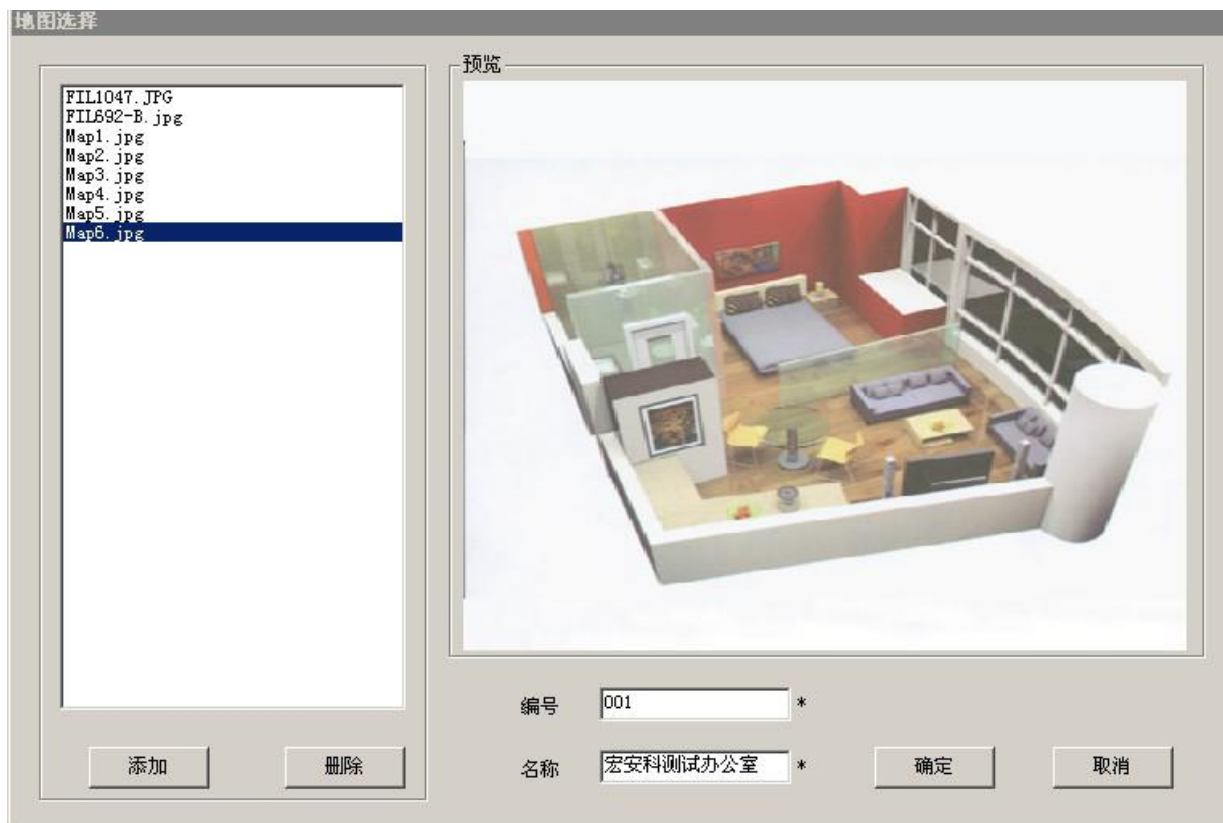 地图选择
FIL1047.JPG
FIL692-B.jpg
Map1.jpg
Map2.jpg
Map3.jpg
Map4.jpg
Map5.jpg
Map6.jpg
添加 删除
预览
编号 001 *
名称 宏安科测试办公室 * 确定 取消